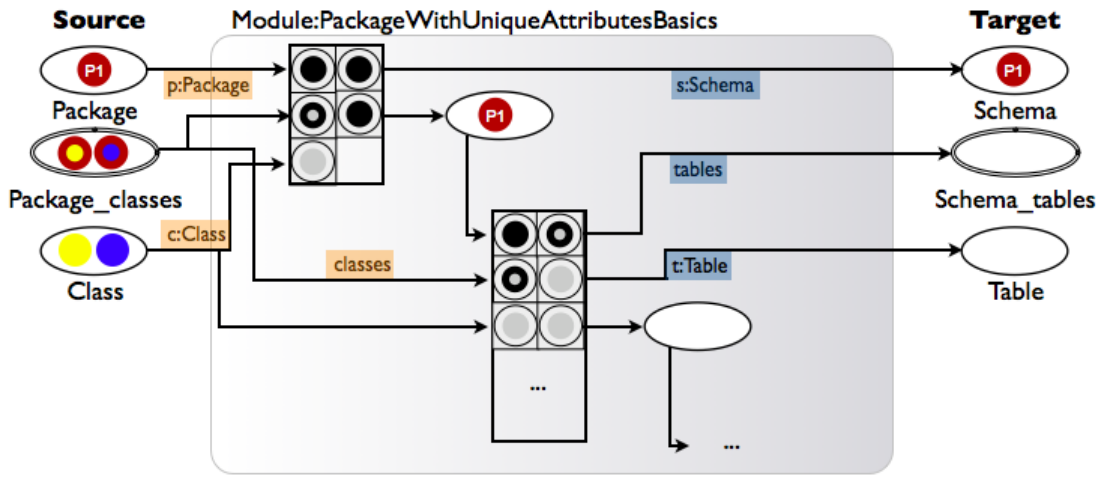 Source
Module:PackageWithUniqueAttributesBasics
Target
P1
p:Package
s:Schema
P1
Package
P1
Schema
tables
Package_classes
Schema_tables
c:Class
classes
t:Table
Class
Table
...
...